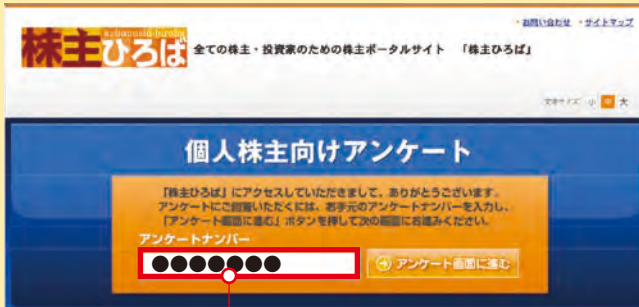 ・お問い合わせ ・サイトマップ
kabunushi-hiroba
株主ひろば 全ての株主・投資家のための株主ポータルサイト 「株主ひろば」
文字サイズ 小 中 大
個人株主向けアンケート
「株主ひろば」にアクセスしていただきまして、ありがとうございます。
アンケートにご回答いただくには、お手元のアンケートナンバーを入力し、
「アンケート画面に進む」ボタンを押して次の画面にお進みください。
アンケートナンバー
●●●●●●● アンケート画面に進む